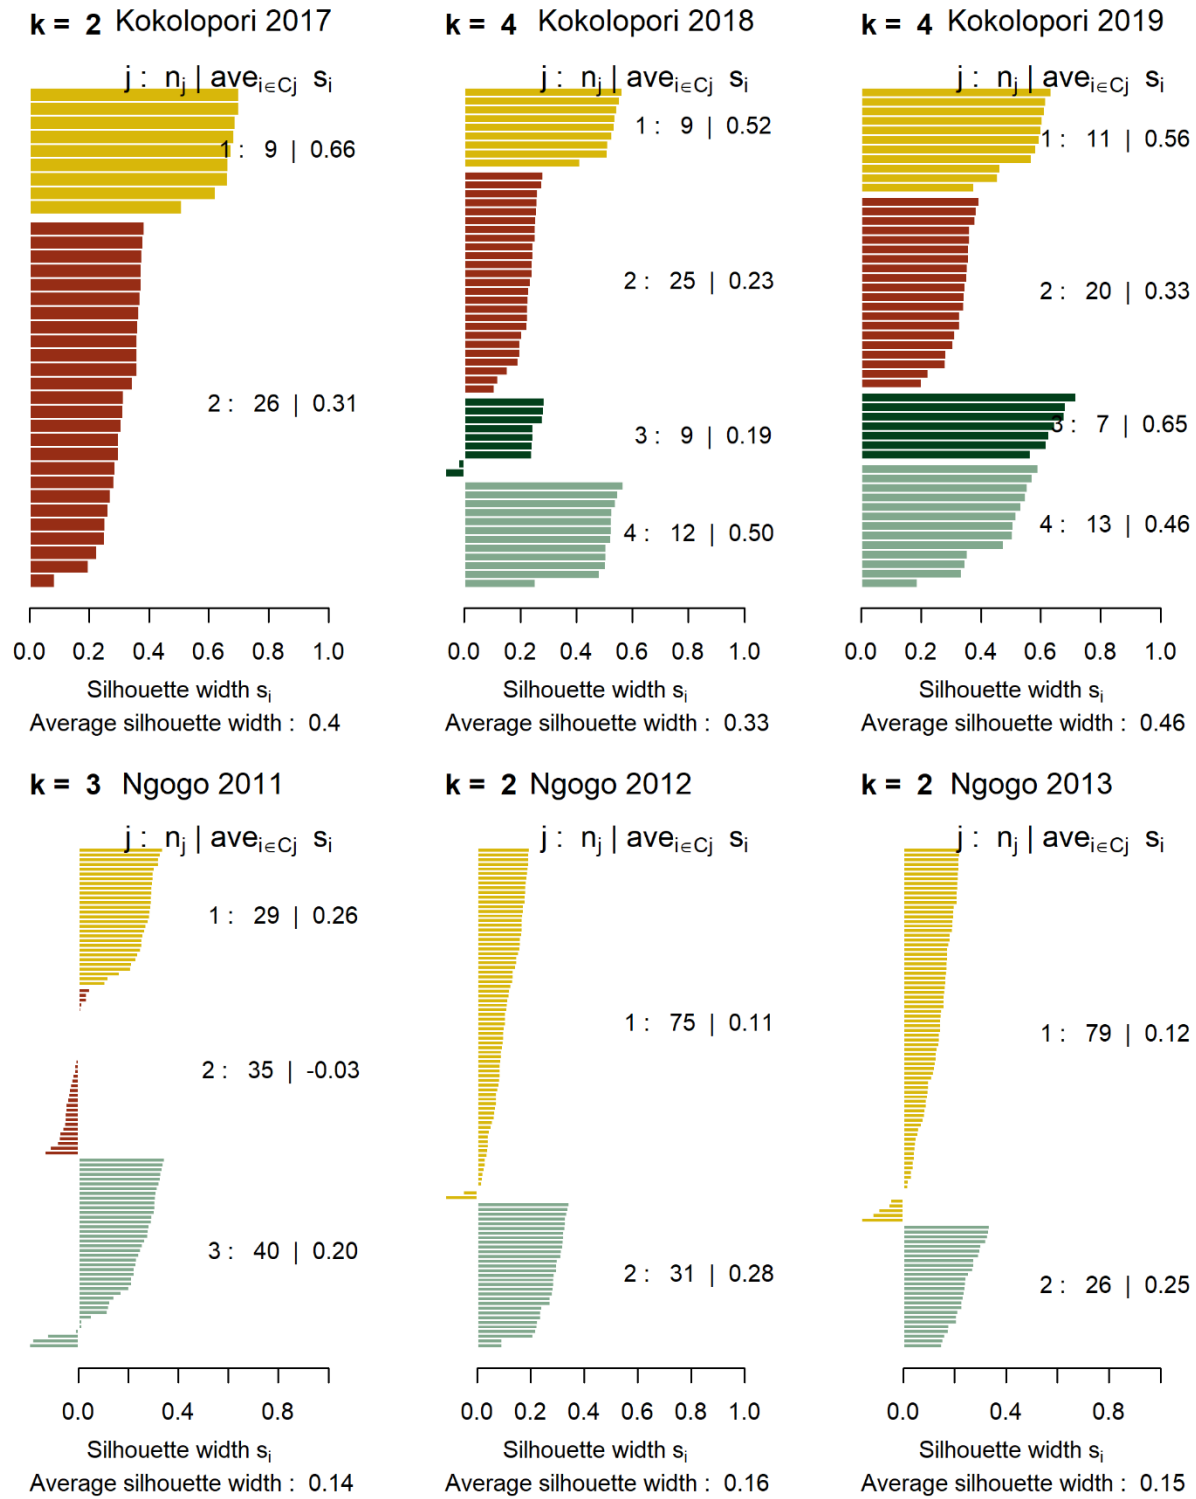 k = 2 Kokolopori 2017
j : nj | avei∈Cj si
1 : 9 | 0.66
2 : 26 | 0.31
0.0 0.2 0.4 0.6 0.8 1.0
Silhouette width si
Average silhouette width : 0.4
k = 4 Kokolopori 2018
j : nj | avei∈Cj si
1 : 9 | 0.52
2 : 25 | 0.23
3 : 9 | 0.19
4 : 12 | 0.50
0.0 0.2 0.4 0.6 0.8 1.0
Silhouette width si
Average silhouette width : 0.33
k = 4 Kokolopori 2019
j : nj | avei∈Cj si
1 : 11 | 0.56
2 : 20 | 0.33
3 : 7 | 0.65
4 : 13 | 0.46
0.0 0.2 0.4 0.6 0.8 1.0
Silhouette width si
Average silhouette width : 0.46
k = 3 Ngogo 2011
j : nj | avei∈Cj si
1 : 29 | 0.26
2 : 35 | -0.03
3 : 40 | 0.20
0.0 0.4 0.8
Silhouette width si
Average silhouette width : 0.14
k = 2 Ngogo 2012
j : nj | avei∈Cj si
1 : 75 | 0.11
2 : 31 | 0.28
0.0 0.2 0.4 0.6 0.8 1.0
Silhouette width si
Average silhouette width : 0.16
k = 2 Ngogo 2013
j : nj | avei∈Cj si
1 : 79 | 0.12
2 : 26 | 0.25
0.0 0.4 0.8
Silhouette width si
Average silhouette width : 0.15